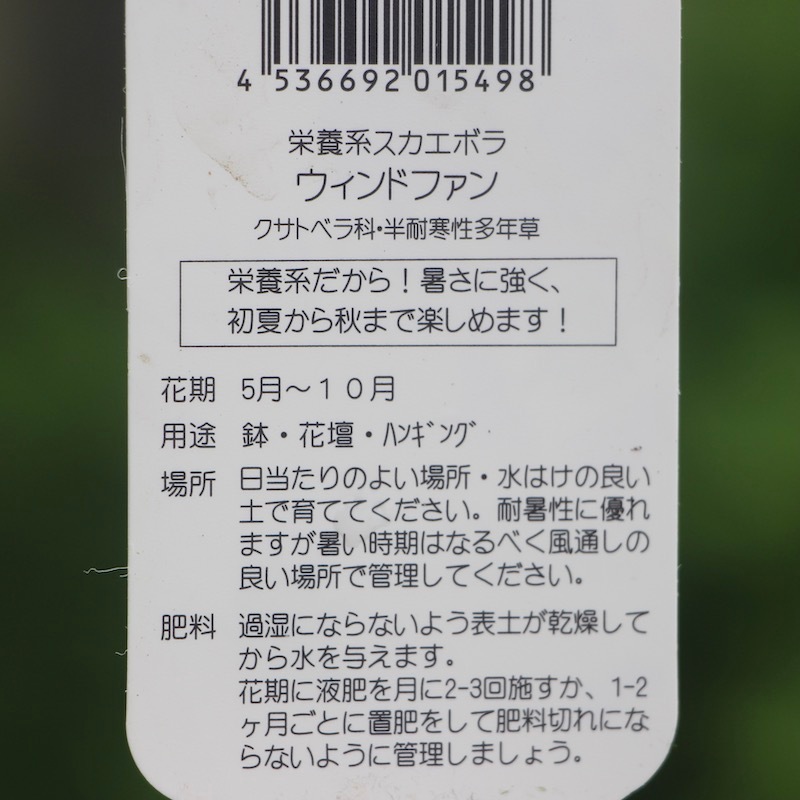 4 536692 015498
栄養系スカエボラ
ウィンドファン
クサトベラ科・半耐寒性多年草
栄養系だから！暑さに強く、
初夏から秋まで楽しめます！
花期 5月～１０月
用途 鉢・花壇・ﾊﾝｷﾞﾝｸﾞ
場所 日当たりのよい場所・水はけの良い
土で育ててください。耐暑性に優れ
ますが暑い時期はなるべく風通しの
良い場所で管理してください。
肥料 過湿にならないよう表土が乾燥して
から水を与えます。
花期に液肥を月に2-3回施すか、1-2
ヶ月ごとに置肥をして肥料切れにな
らないように管理しましょう。